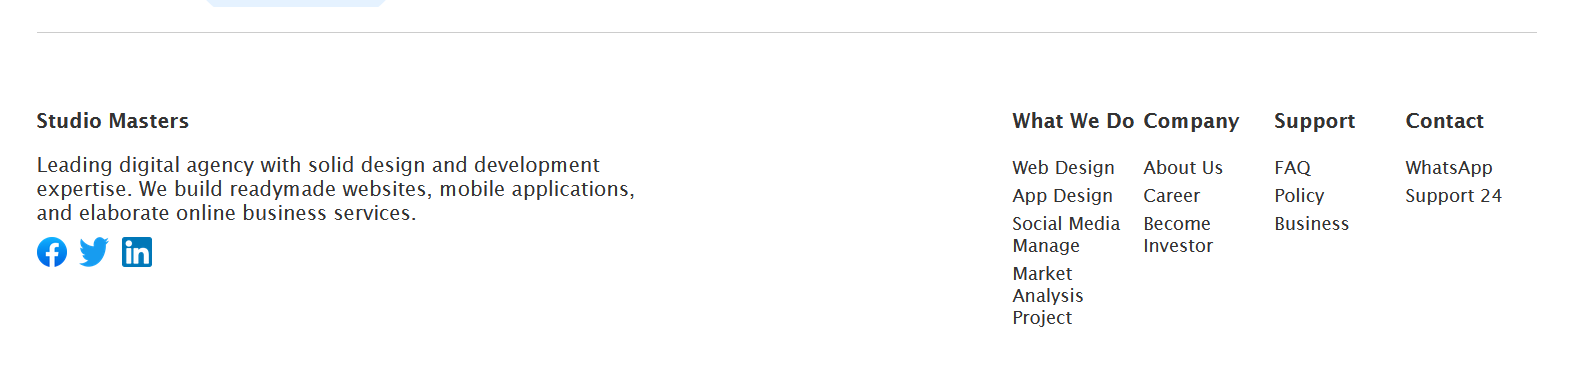 Studio Masters
Leading digital agency with solid design and development
expertise. We build readymade websites, mobile applications,
and elaborate online business services.
What We Do
Web Design
App Design
Social Media
Manage
Market
Analysis
Project
Company
About Us
Career
Become
Investor
Support
FAQ
Policy
Business
Contact
WhatsApp
Support 24